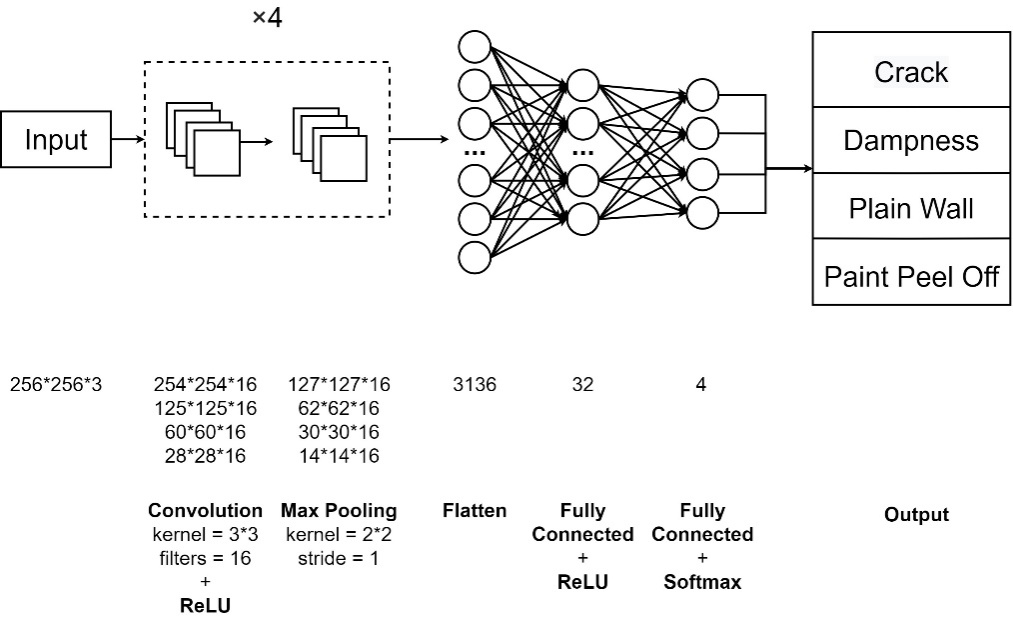 ×4
Input
...
...
Crack
Dampness
Plain Wall
Paint Peel Off
256*256*3
254*254*16
125*125*16
60*60*16
28*28*16
127*127*16
62*62*16
30*30*16
14*14*16
3136
32
4
Convolution
kernel = 3*3
filters = 16
+
ReLU
Max Pooling
kernel = 2*2
stride = 1
Flatten
Fully
Connected
+
ReLU
Fully
Connected
+
Softmax
Output